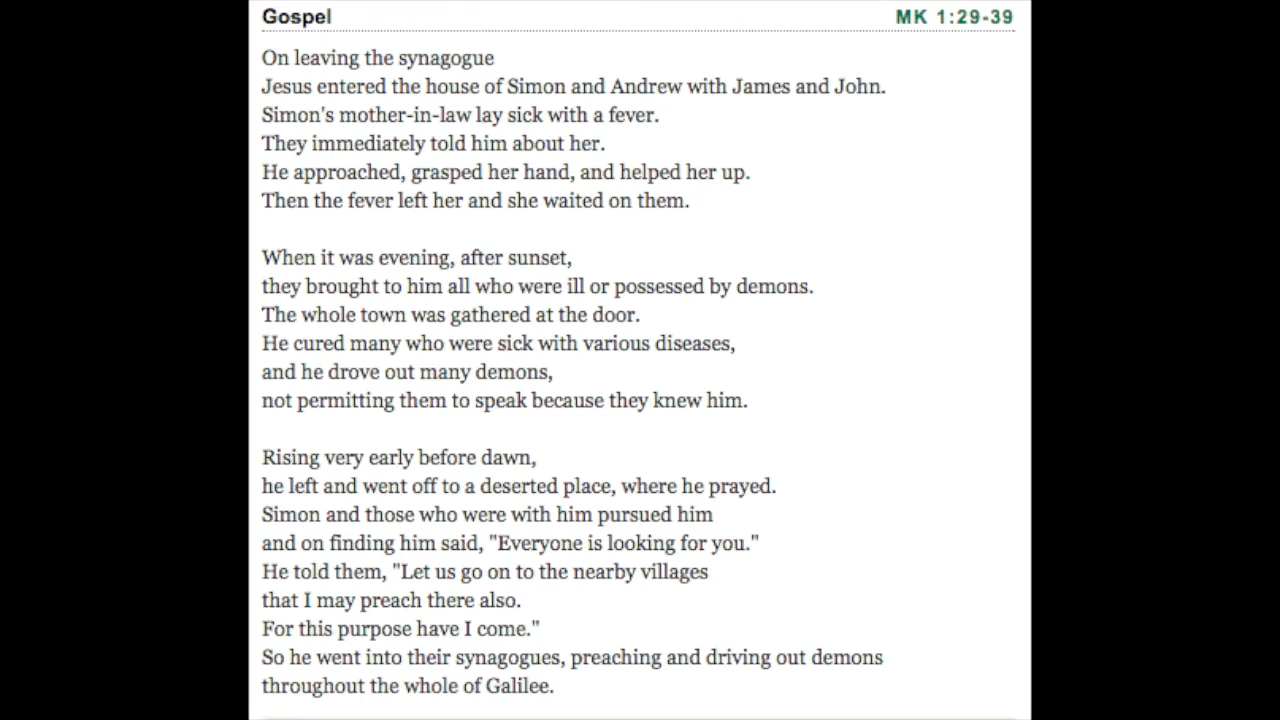 Gospel MK 1:29-39
On leaving the synagogue
Jesus entered the house of Simon and Andrew with James and John.
Simon's mother-in-law lay sick with a fever.
They immediately told him about her.
He approached, grasped her hand, and helped her up.
Then the fever left her and she waited on them.
When it was evening, after sunset,
they brought to him all who were ill or possessed by demons.
The whole town was gathered at the door.
He cured many who were sick with various diseases,
and he drove out many demons,
not permitting them to speak because they knew him.
Rising very early before dawn,
he left and went off to a deserted place, where he prayed.
Simon and those who were with him pursued him
and on finding him said, "Everyone is looking for you."
He told them, "Let us go on to the nearby villages
that I may preach there also.
For this purpose have I come."
So he went into their synagogues, preaching and driving out demons
throughout the whole of Galilee.